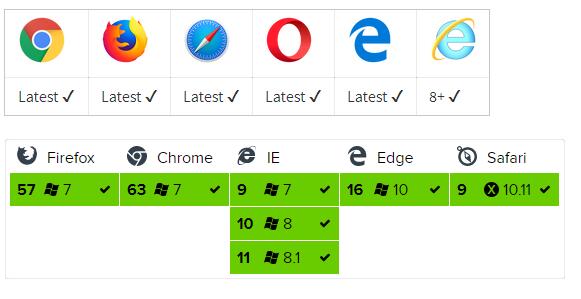 Latest ✓ Latest ✓ Latest ✓ Latest ✓ Latest ✓ 8+ ✓
Firefox Chrome IE Edge Safari
57 7 ✔ 63 7 ✔ 9 7 ✔ 16 10 ✔ 9 X 10.11 ✔
10 8 ✔
11 8.1 ✔